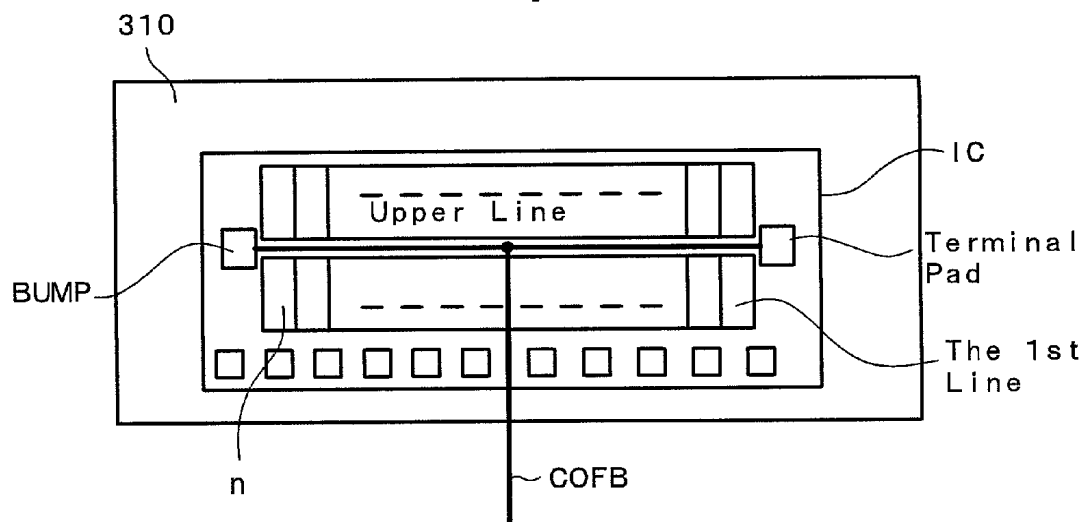 310
IC
Upper Line
Terminal
Pad
BUMP
The 1st
Line
n
COFB